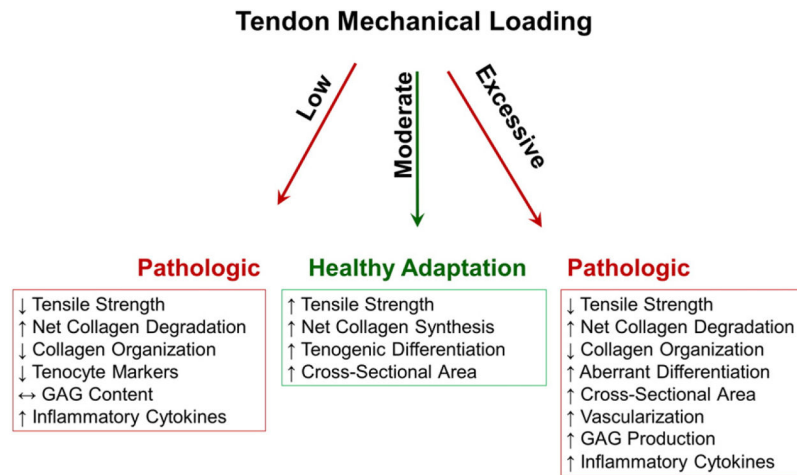 Tendon Mechanical Loading
Low
Moderate
Excessive
Pathologic
↓ Tensile Strength
↑ Net Collagen Degradation
↓ Collagen Organization
↓ Tenocyte Markers
↔ GAG Content
↑ Inflammatory Cytokines
Healthy Adaptation
↑ Tensile Strength
↑ Net Collagen Synthesis
↑ Tenogenic Differentiation
↑ Cross-Sectional Area
Pathologic
↓ Tensile Strength
↑ Net Collagen Degradation
↓ Collagen Organization
↑ Aberrant Differentiation
↑ Cross-Sectional Area
↑ Vascularization
↑ GAG Production
↑ Inflammatory Cytokines